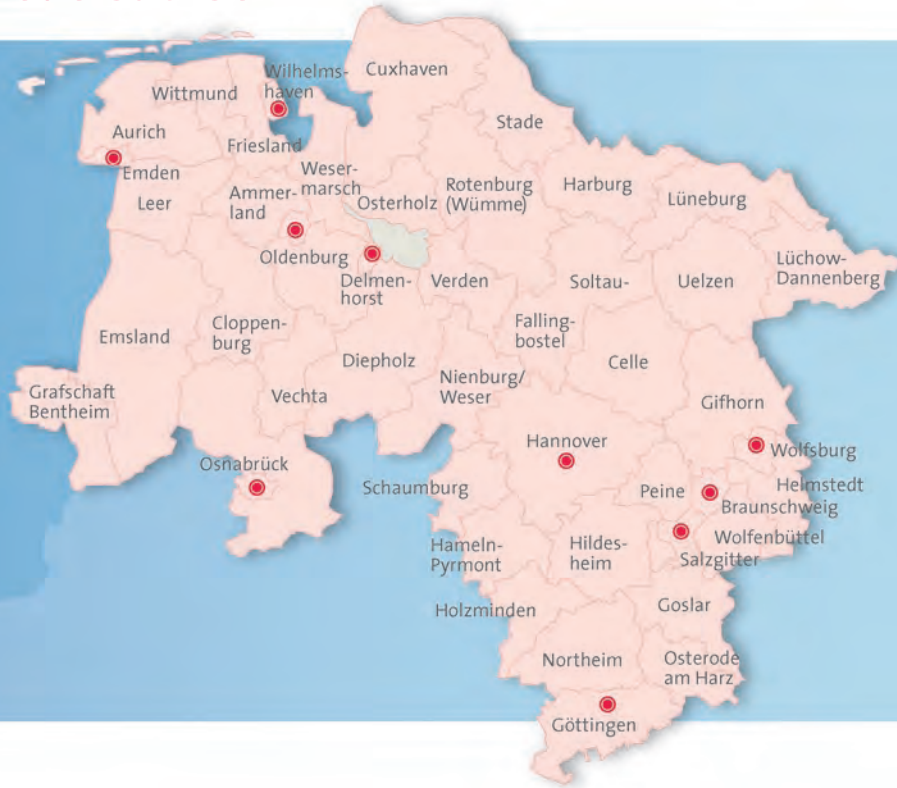 Wilhelms-
haven
Cuxhaven
Wittmund
Stade
Aurich
Friesland
Emden
Weser-
marsch
Leer
Ammer-
land
Osterholz
Rotenburg
(Wümme)
Harburg
Lüneburg
Oldenburg
Delmen-
horst
Verden
Soltau-
Uelzen
Lüchow-
Dannenberg
Emsland
Cloppen-
burg
Falling-
bostel
Diepholz
Celle
Nienburg/
Weser
Grafschaft
Bentheim
Vechta
Gifhorn
Hannover
Wolfsburg
Osnabrück
Schaumburg
Peine
Helmstedt
Braunschweig
Wolfenbüttel
Hameln-
Pyrmont
Hildes-
heim
Salzgitter
Holzminden
Goslar
Northeim
Osterode
am Harz
Göttingen